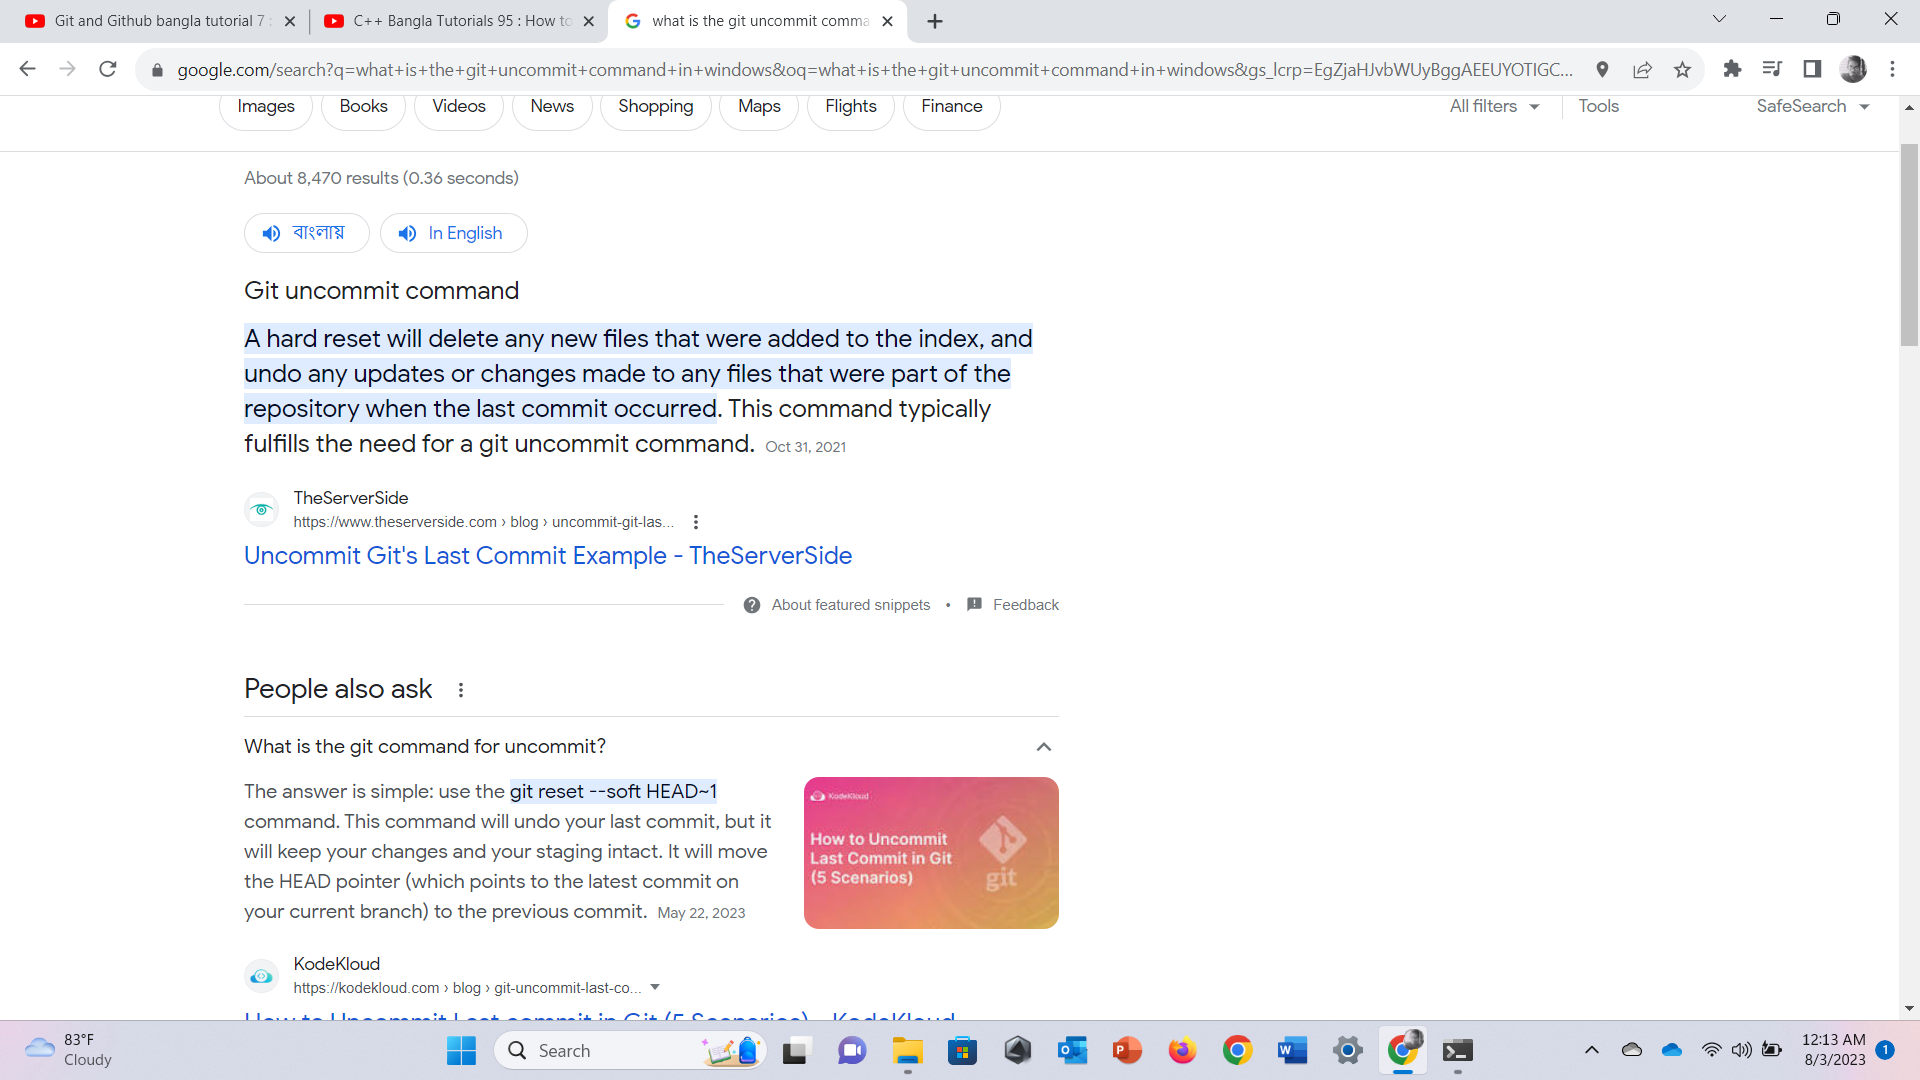 Git and Github bangla tutorial 7 :
C++ Bangla Tutorials 95 : How to
what is the git uncommit comma
google.com/search?q=what+is+the+git+uncommit+command+in+windows&oq=what+is+the+git+uncommit+command+in+windows&gs_lcrp=EgZjaHJvbWUyBggAEEUYOTIGC...
Images Books Videos News Shopping Maps Flights Finance All filters Tools SafeSearch
About 8,470 results (0.36 seconds)
বাংলায় In English
Git uncommit command
A hard reset will delete any new files that were added to the index, and
undo any updates or changes made to any files that were part of the
repository when the last commit occurred. This command typically
fulfills the need for a git uncommit command. Oct 31, 2021
TheServerSide
https://www.theserverside.com › blog › uncommit-git-las...
Uncommit Git's Last Commit Example - TheServerSide
About featured snippets • Feedback
People also ask
What is the git command for uncommit?
The answer is simple: use the git reset --soft HEAD~1
command. This command will undo your last commit, but it
will keep your changes and your staging intact. It will move
the HEAD pointer (which points to the latest commit on
your current branch) to the previous commit. May 22, 2023
KodeKloud
How to Uncommit
Last Commit in Git
(5 Scenarios)
git
KodeKloud
https://kodekloud.com › blog › git-uncommit-last-co...
How to Uncommit Last commit in Git (5 Scenarios) - KodeKloud
83°F
Cloudy
Search
12:13 AM
8/3/2023
1